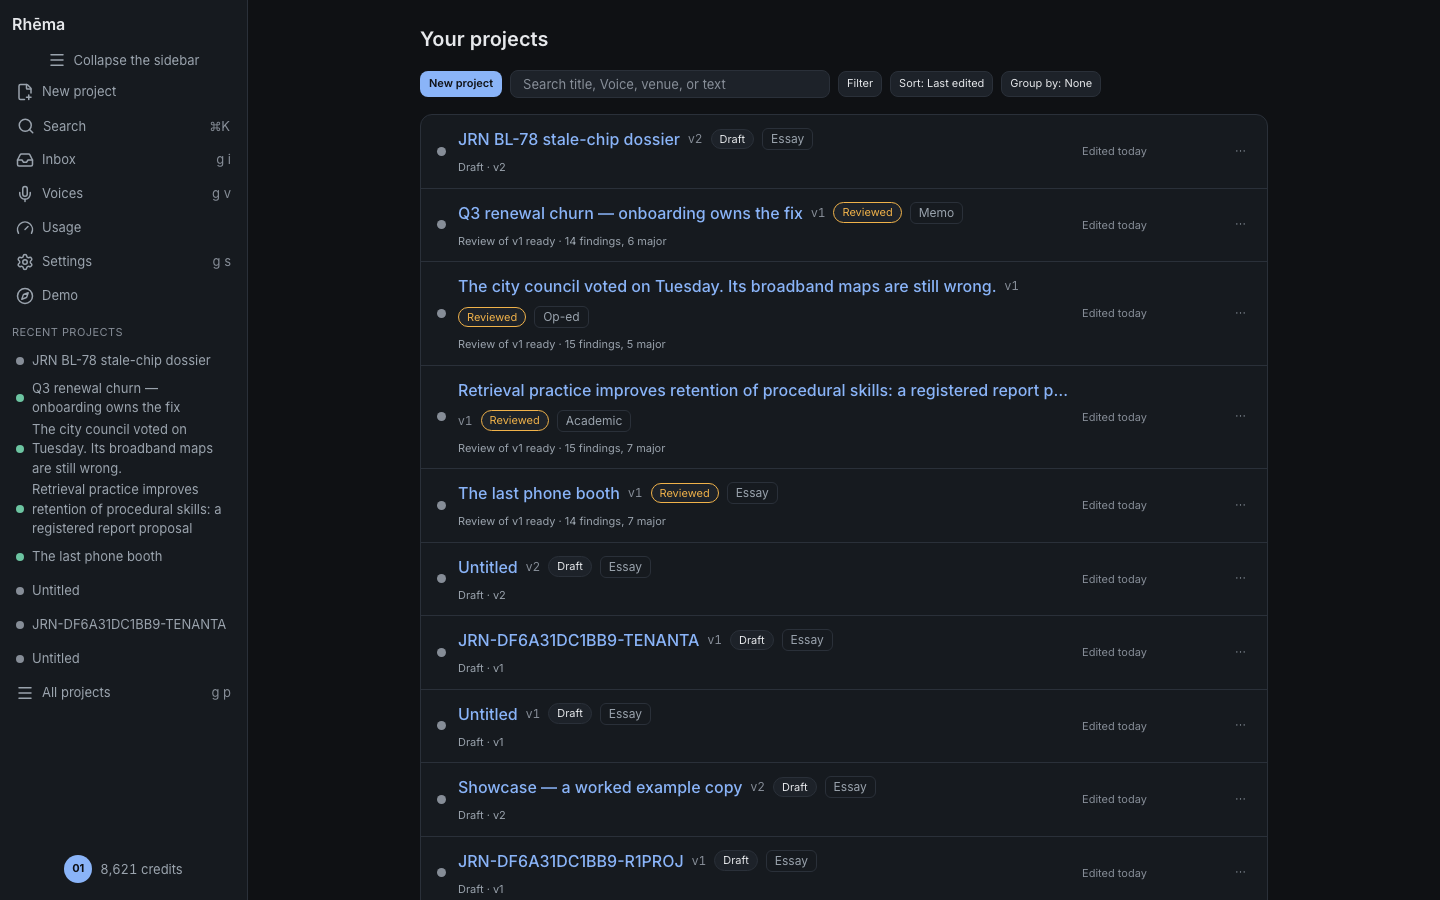 Rhēma
Collapse the sidebar
New project
Search ⌘K
Inbox g i
Voices g v
Usage
Settings g s
Demo
RECENT PROJECTS
JRN BL-78 stale-chip dossier
Q3 renewal churn —
onboarding owns the fix
The city council voted on
Tuesday. Its broadband maps
are still wrong.
Retrieval practice improves
retention of procedural skills: a
registered report proposal
The last phone booth
Untitled
JRN-DF6A31DC1BB9-TENANTA
Untitled
All projects g p
01 8,621 credits
Your projects
New project Search title, Voice, venue, or text Filter Sort: Last edited Group by: None
JRN BL-78 stale-chip dossier v2 Draft Essay
Draft · v2
Edited today ...
Q3 renewal churn — onboarding owns the fix v1 Reviewed Memo
Review of v1 ready · 14 findings, 6 major
Edited today ...
The city council voted on Tuesday. Its broadband maps are still wrong. v1
Reviewed Op-ed
Review of v1 ready · 15 findings, 5 major
Edited today ...
Retrieval practice improves retention of procedural skills: a registered report p...
v1 Reviewed Academic
Review of v1 ready · 15 findings, 7 major
Edited today ...
The last phone booth v1 Reviewed Essay
Review of v1 ready · 14 findings, 7 major
Edited today ...
Untitled v2 Draft Essay
Draft · v2
Edited today ...
JRN-DF6A31DC1BB9-TENANTA v1 Draft Essay
Draft · v1
Edited today ...
Untitled v1 Draft Essay
Draft · v1
Edited today ...
Showcase — a worked example copy v2 Draft Essay
Draft · v2
Edited today ...
JRN-DF6A31DC1BB9-R1PROJ v1 Draft Essay
Draft · v1
Edited today ...